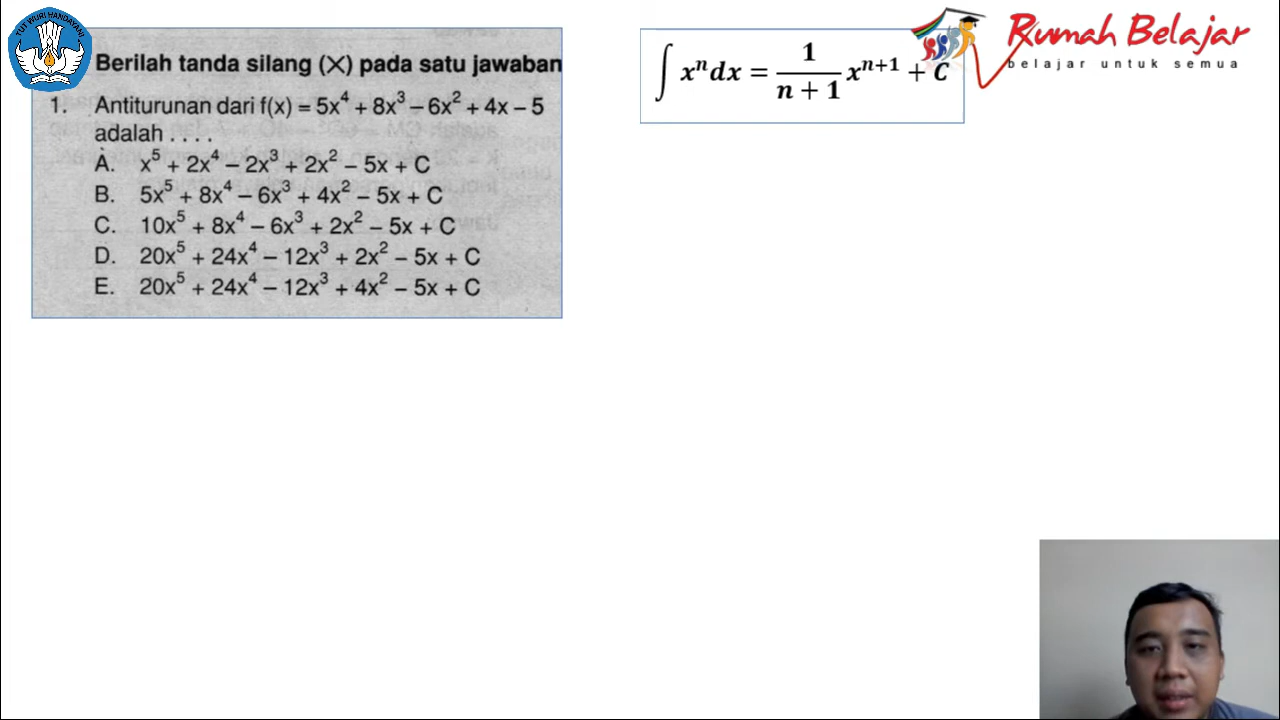 TUT WURI HANDAYANI
Berilah tanda silang (X) pada satu jawaban
1. Antiturunan dari f(x) = 5x⁴ + 8x³ – 6x² + 4x – 5
adalah . . . .
A. x⁵ + 2x⁴ – 2x³ + 2x² – 5x + C
B. 5x⁵ + 8x⁴ – 6x³ + 4x² – 5x + C
C. 10x⁵ + 8x⁴ – 6x³ + 2x² – 5x + C
D. 20x⁵ + 24x⁴ – 12x³ + 2x² – 5x + C
E. 20x⁵ + 24x⁴ – 12x³ + 4x² – 5x + C
∫ xⁿdx = 1/(n + 1) xⁿ⁺¹ + C
Rumah Belajar
belajar untuk semua